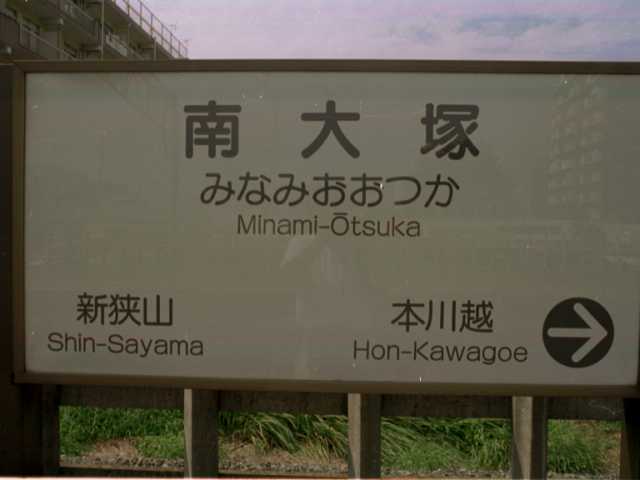 南大塚
みなみおおつか
Minami-Ōtsuka
新狭山 本川越
Shin-Sayama Hon-Kawagoe